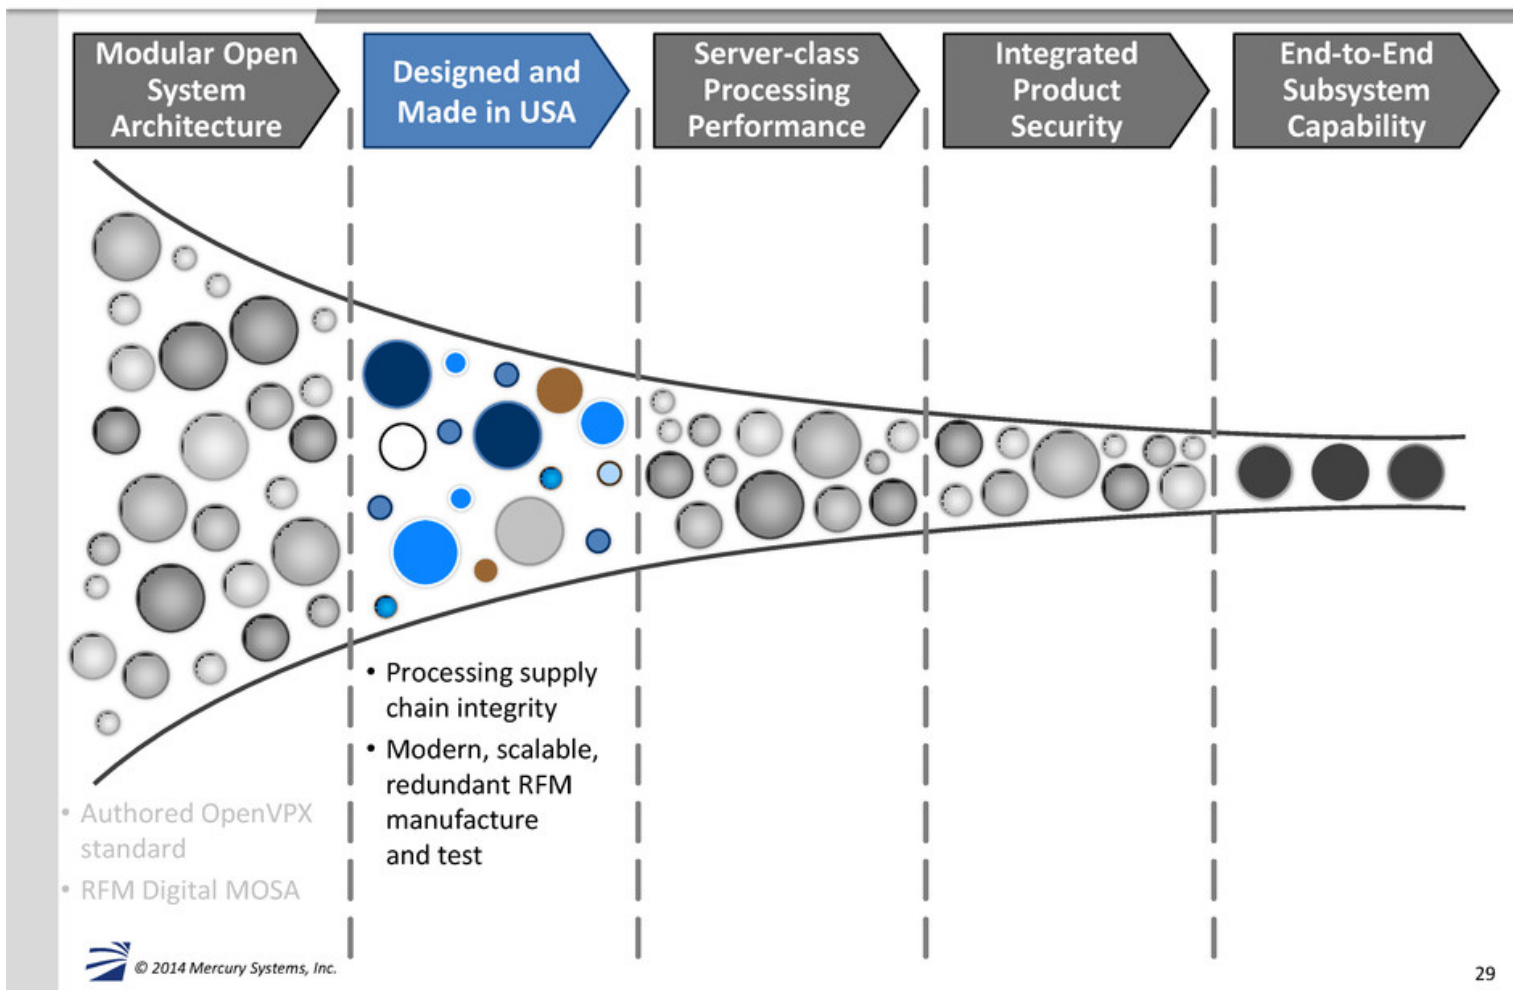 Modular Open
System
Architecture
Designed and
Made in USA
Server-class
Processing
Performance
Integrated
Product
Security
End-to-End
Subsystem
Capability
• Processing supply
chain integrity
• Modern, scalable,
redundant RFM
manufacture
and test
• Authored OpenVPX
standard
• RFM Digital MOSA
© 2014 Mercury Systems, Inc.
29